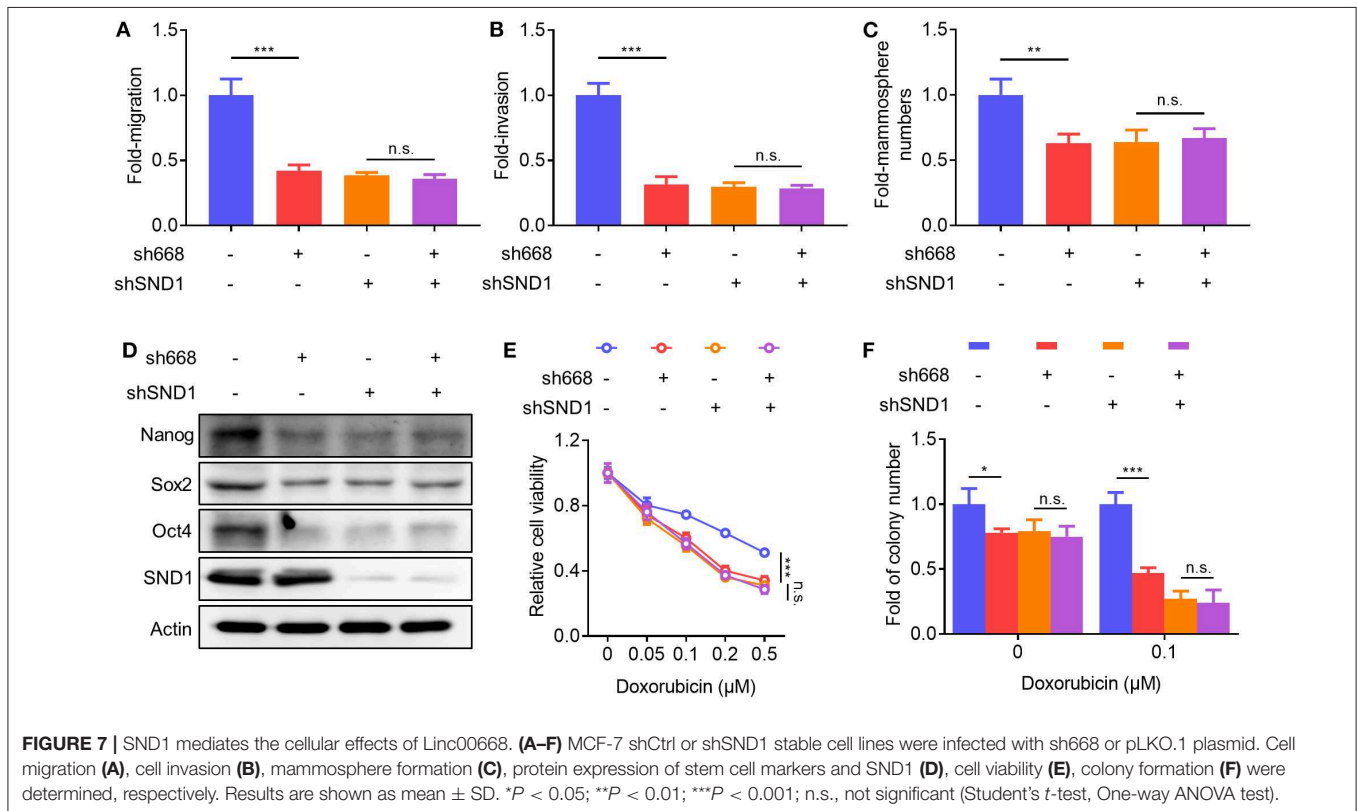 A
Fold-migration
1.5
1.0
0.5
0.0
***
n.s.
sh668 - + - +
shSND1 - - + +
B
Fold-invasion
1.5
1.0
0.5
0.0
***
n.s.
sh668 - + - +
shSND1 - - + +
C
Fold-mammosphere
numbers
1.5
1.0
0.5
0.0
**
n.s.
sh668 - + - +
shSND1 - - + +
D
sh668 - + - +
shSND1 - - + +
Nanog
Sox2
Oct4
SND1
Actin
E
sh668 - + - +
shSND1 - - + +
Relative cell viability
1.2
0.8
0.4
0.0
***
n.s.
0 0.05 0.1 0.2 0.5
Doxorubicin (µM)
F
sh668 - + - +
shSND1 - - + +
Fold of colony number
1.5
1.0
0.5
0.0
*
n.s.
***
n.s.
0 0.1
Doxorubicin (µM)
FIGURE 7 | SND1 mediates the cellular effects of Linc00668. (A–F) MCF-7 shCtrl or shSND1 stable cell lines were infected with sh668 or pLKO.1 plasmid. Cell
migration (A), cell invasion (B), mammosphere formation (C), protein expression of stem cell markers and SND1 (D), cell viability (E), colony formation (F) were
determined, respectively. Results are shown as mean ± SD. *P < 0.05; **P < 0.01; ***P < 0.001; n.s., not significant (Student's t-test, One-way ANOVA test).